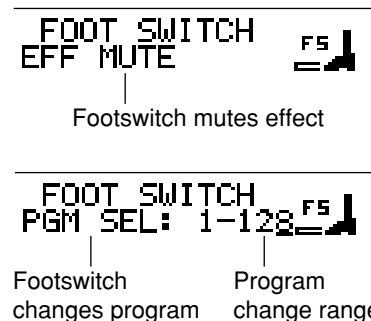 FOOT SWITCH
EFF MUTE
FS
Footswitch mutes effect
FOOT SWITCH
PGM SEL: 1-128
FS
Footswitch
changes program
Program
change range